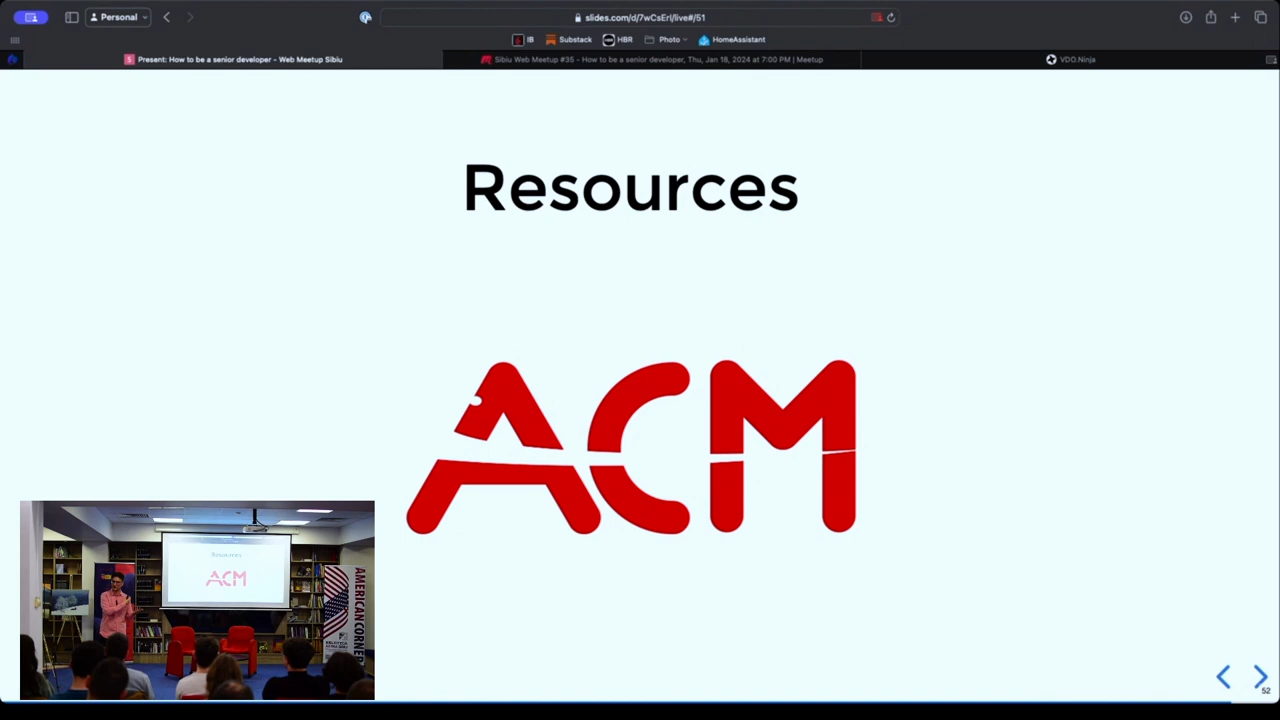 Personal
slides.com/d/7wCsErl/live#/51
IB
Substack
HBR
Photo
HomeAssistant
S
Present: How to be a senior developer - Web Meetup Sibiu
Sibiu Web Meetup #35 - How to be a senior developer, Thu, Jan 18, 2024 at 7:00 PM | Meetup
VDO.Ninja
Resources
ACM
Resources
ACM
AMERICAN CORNER
52